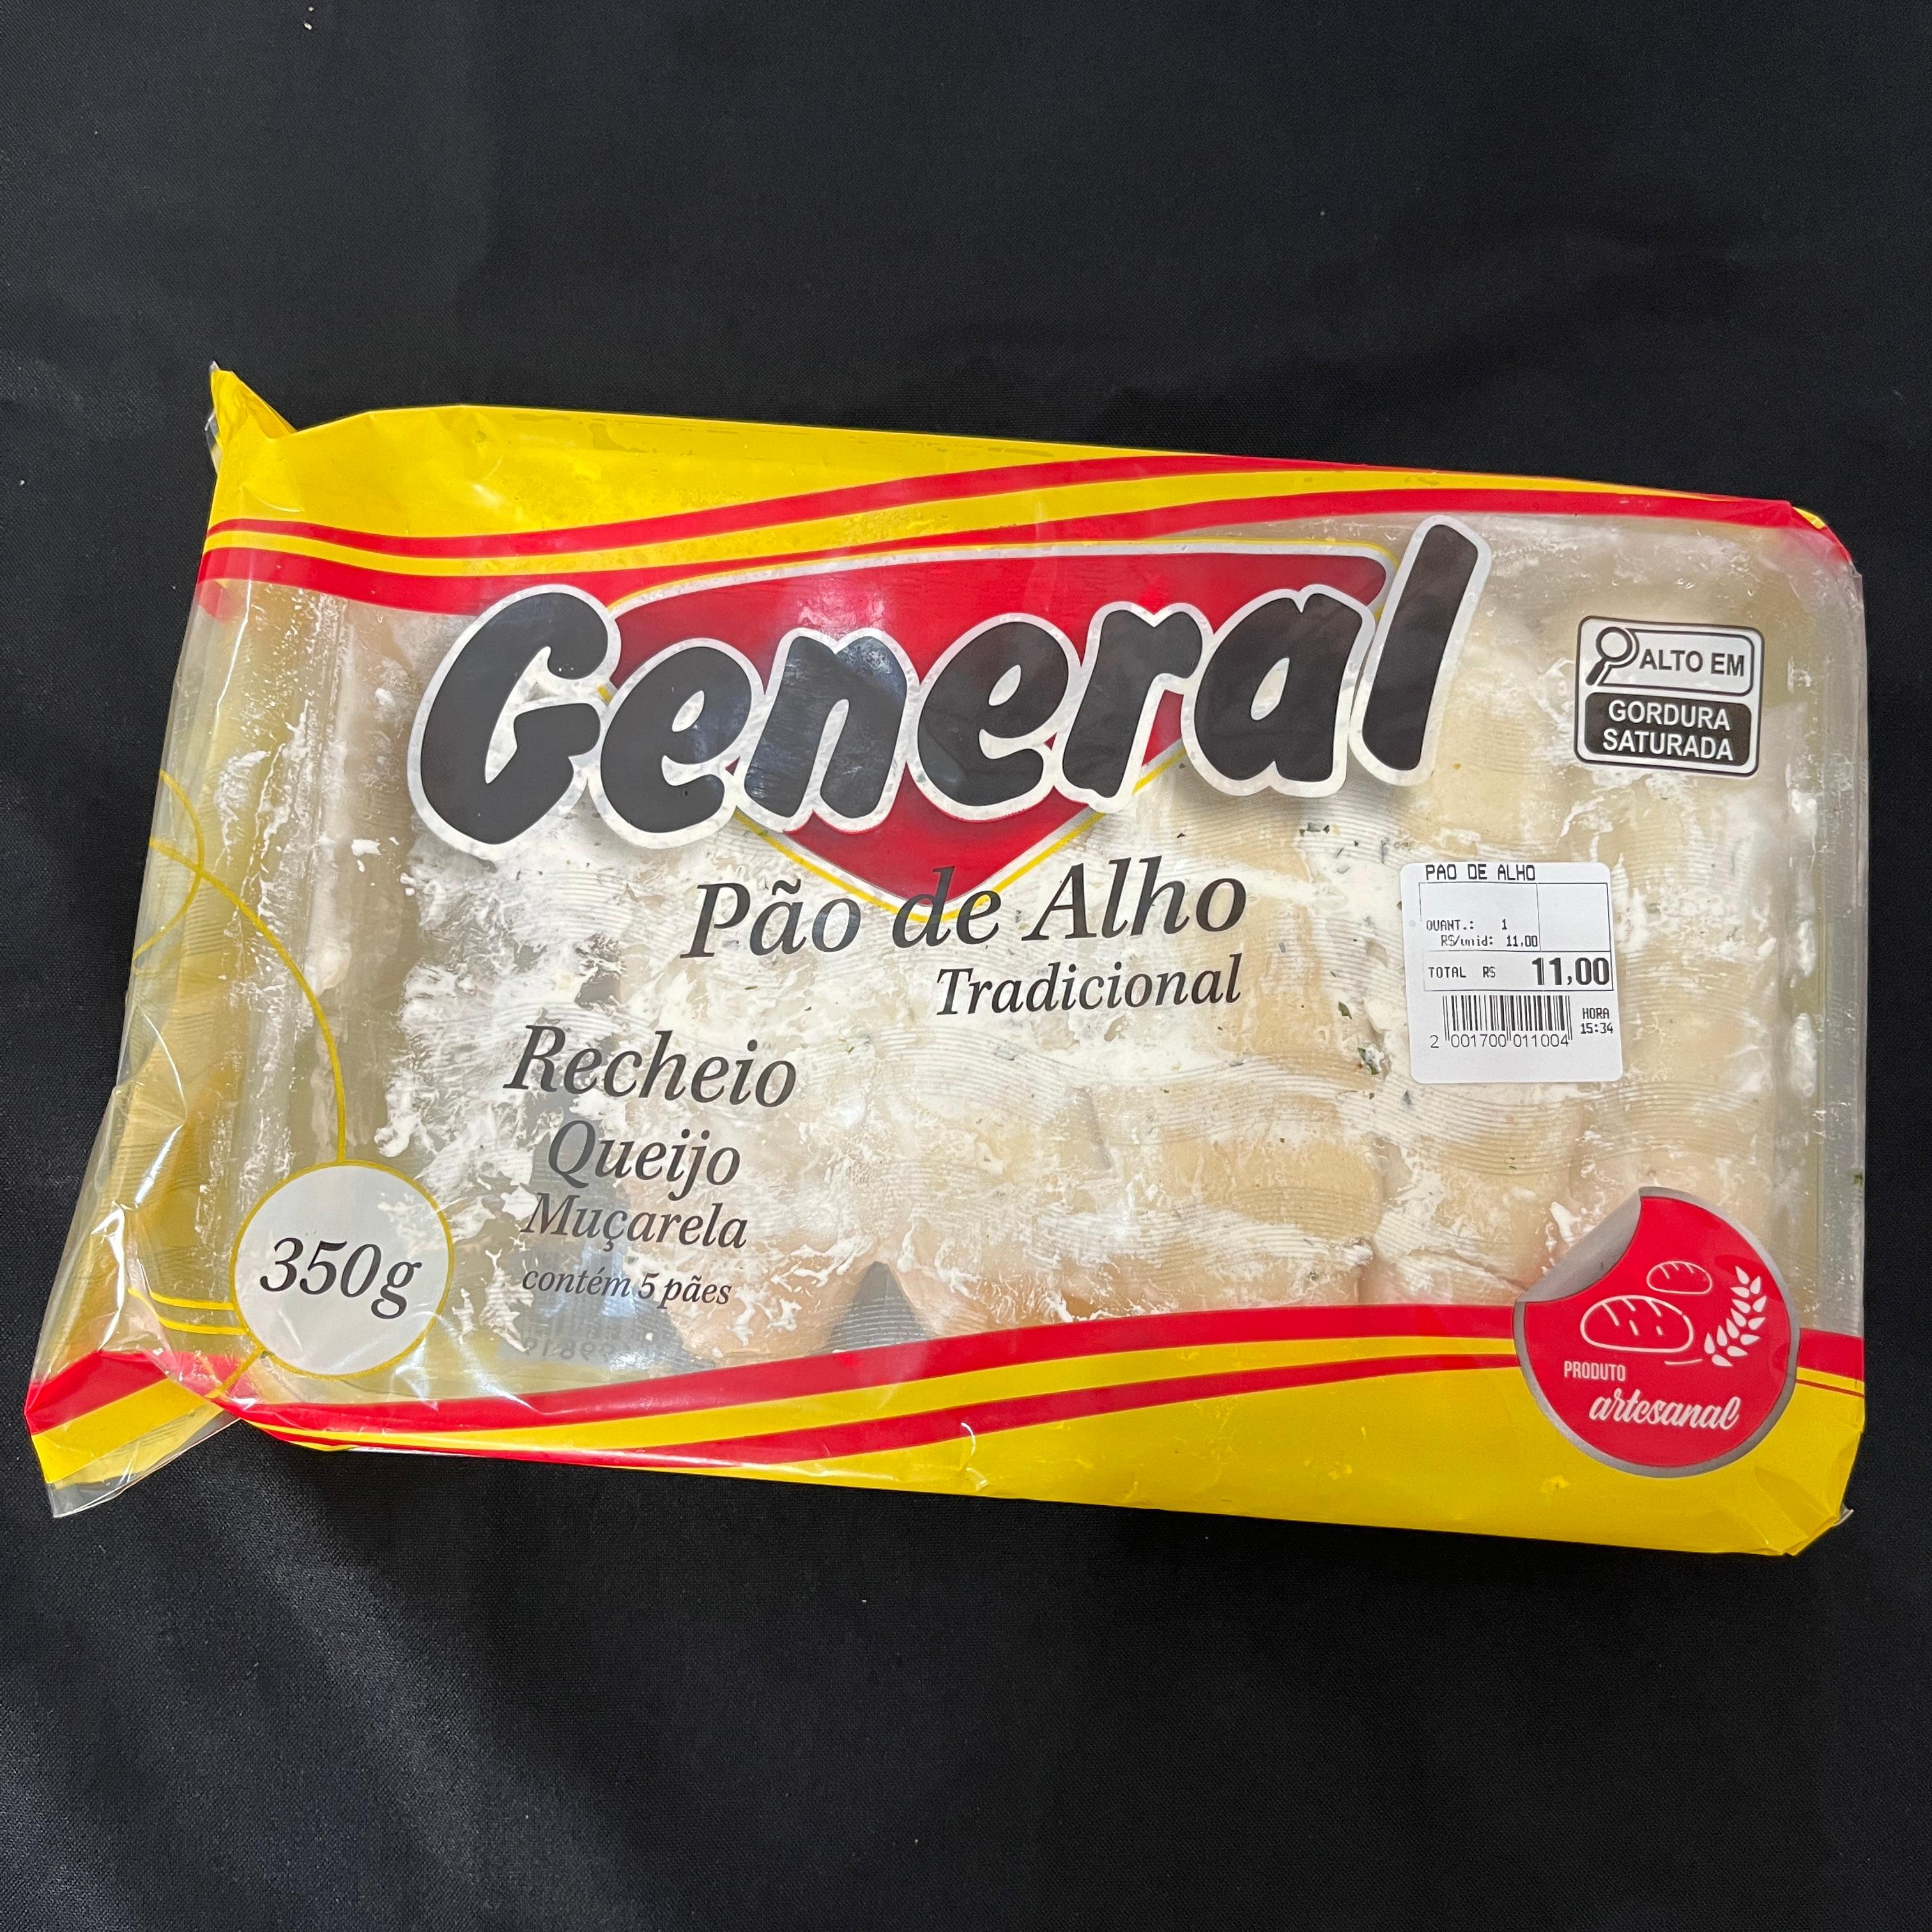 General
Pão de Alho
Tradicional
Recheio
Queijo
Muçarela
contém 5 pães
350g
ALTO EM
GORDURA
SATURADA
PAO DE ALHO
QUANT.: 1
R$/unid: 11,00
TOTAL R$ 11,00
HORA
15:34
2 001700 011004
PRODUTO
artesanal